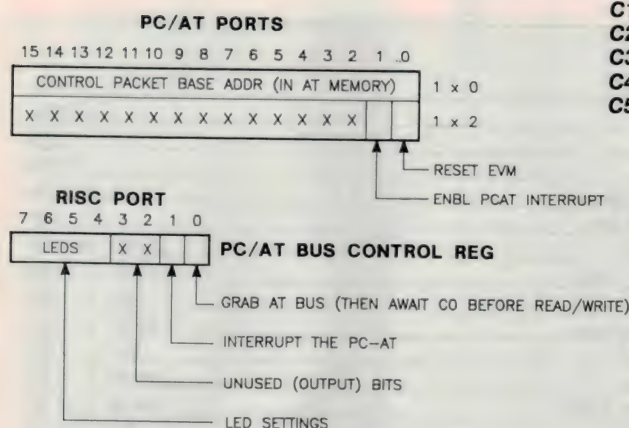 PC/AT PORTS
15 14 13 12 11 10 9 8 7 6 5 4 3 2 1 ..0
CONTROL PACKET BASE ADDR (IN AT MEMORY) 1 x 0
X X X X X X X X X X X X X X 1 x 2
RESET EVM
ENBL PCAT INTERRUPT
RISC PORT
7 6 5 4 3 2 1 0
LEDS X X PC/AT BUS CONTROL REG
GRAB AT BUS (THEN AWAIT CO BEFORE READ/WRITE)
INTERRUPT THE PC-AT
UNUSED (OUTPUT) BITS
LED SETTINGS
C1
C2
C3
C4
C5